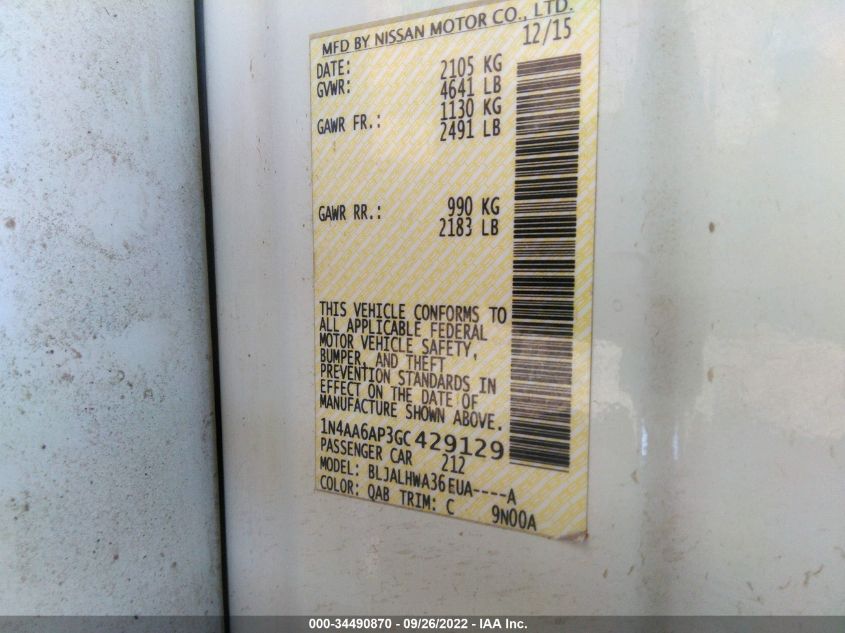 MFD BY NISSAN MOTOR CO., LTD.
DATE: 12/15
GVWR: 2105 KG
4641 LB
GAWR FR.: 1130 KG
2491 LB
GAWR RR.: 990 KG
2183 LB
THIS VEHICLE CONFORMS TO
ALL APPLICABLE FEDERAL
MOTOR VEHICLE SAFETY,
BUMPER, AND THEFT
PREVENTION STANDARDS IN
EFFECT ON THE DATE OF
MANUFACTURE SHOWN ABOVE.
1N4AA6AP3GC429129
PASSENGER CAR 212
MODEL: BLJALHWA36EUA----A
COLOR: QAB TRIM: C 9N00A
000-34490870 - 09/26/2022 - IAA Inc.